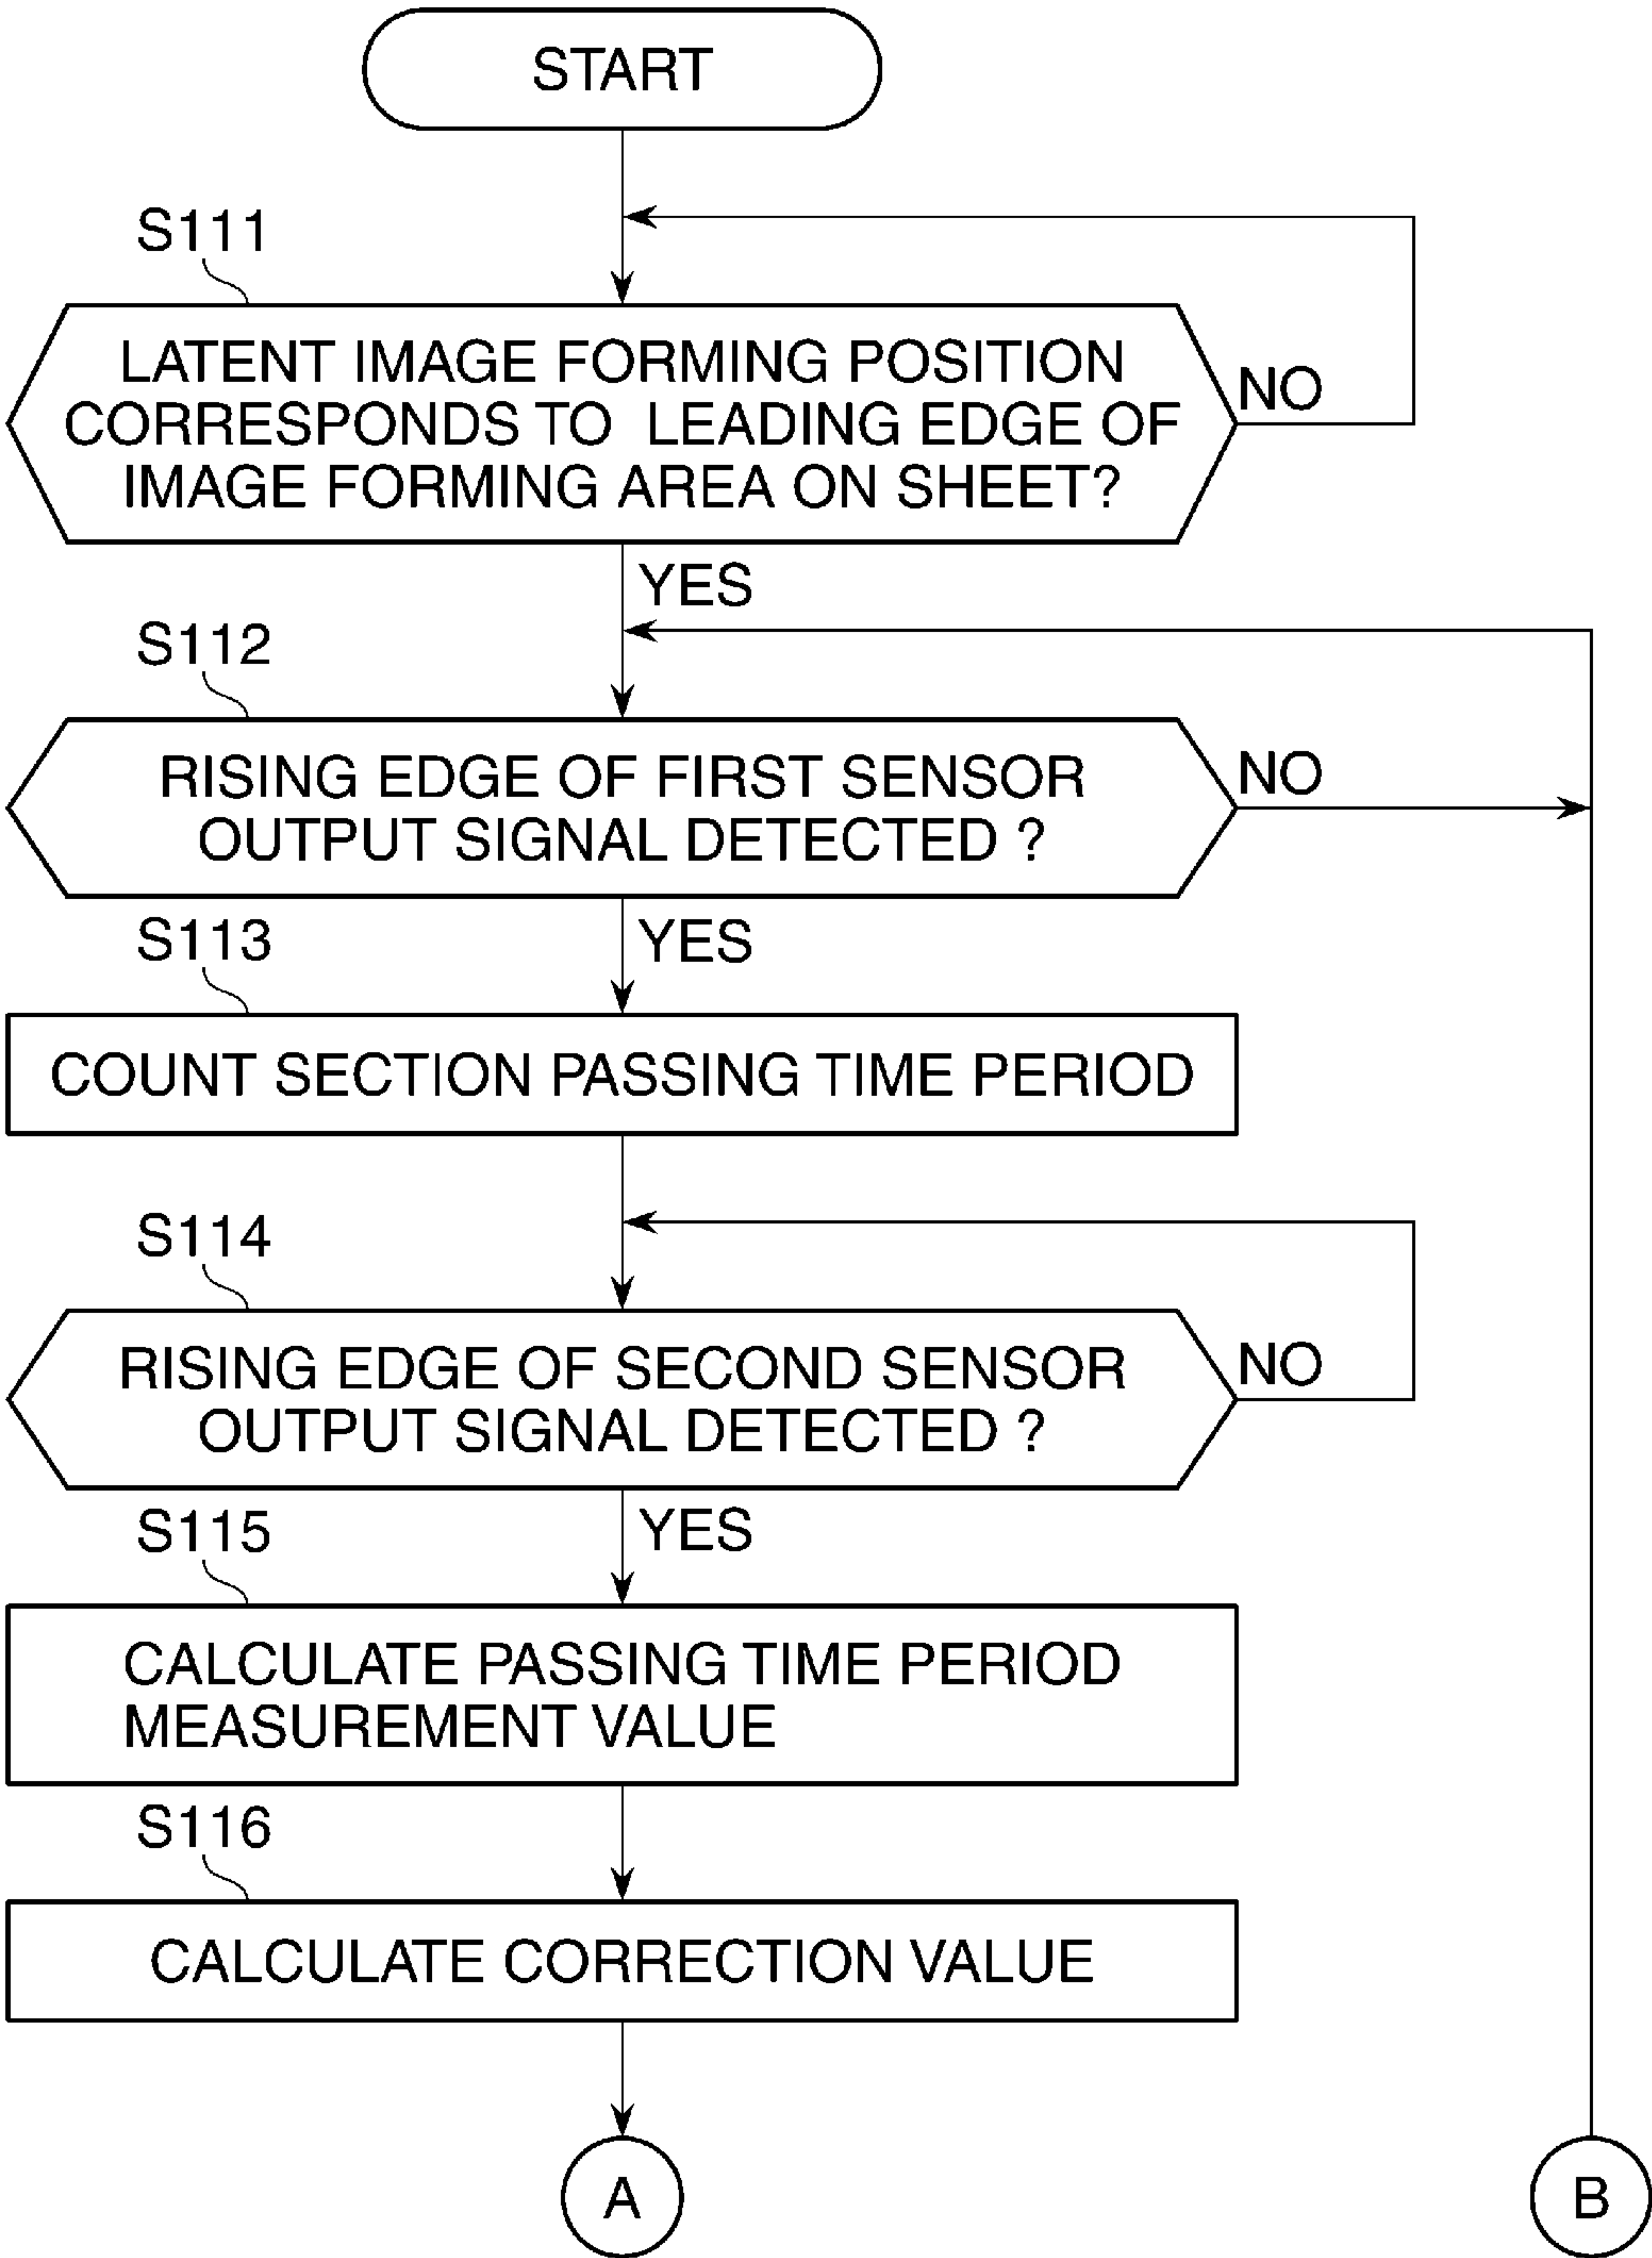 START
S111
LATENT IMAGE FORMING POSITION
CORRESPONDS TO LEADING EDGE OF
IMAGE FORMING AREA ON SHEET?
NO
YES
S112
RISING EDGE OF FIRST SENSOR
OUTPUT SIGNAL DETECTED ?
NO
YES
S113
COUNT SECTION PASSING TIME PERIOD
S114
RISING EDGE OF SECOND SENSOR
OUTPUT SIGNAL DETECTED ?
NO
YES
S115
CALCULATE PASSING TIME PERIOD
MEASUREMENT VALUE
S116
CALCULATE CORRECTION VALUE
A
B